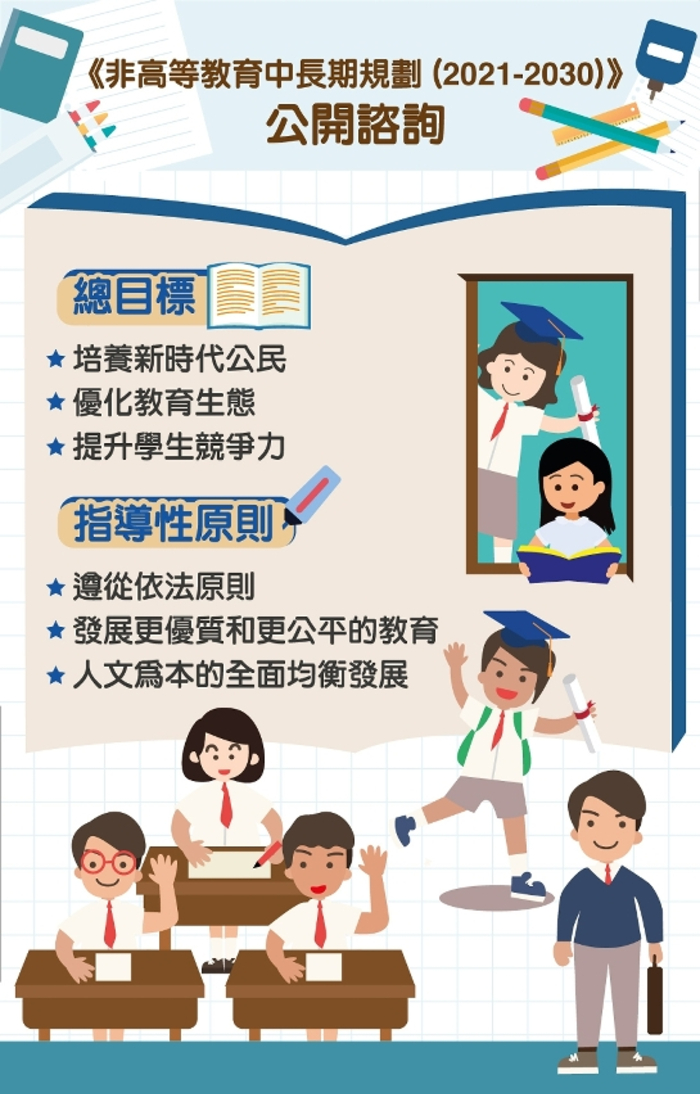 《非高等教育中長期規劃 (2021-2030)》
公開諮詢
總目標
培養新時代公民
優化教育生態
提升學生競爭力
指導性原則
遵從依法原則
發展更優質和更公平的教育
人文為本的全面均衡發展